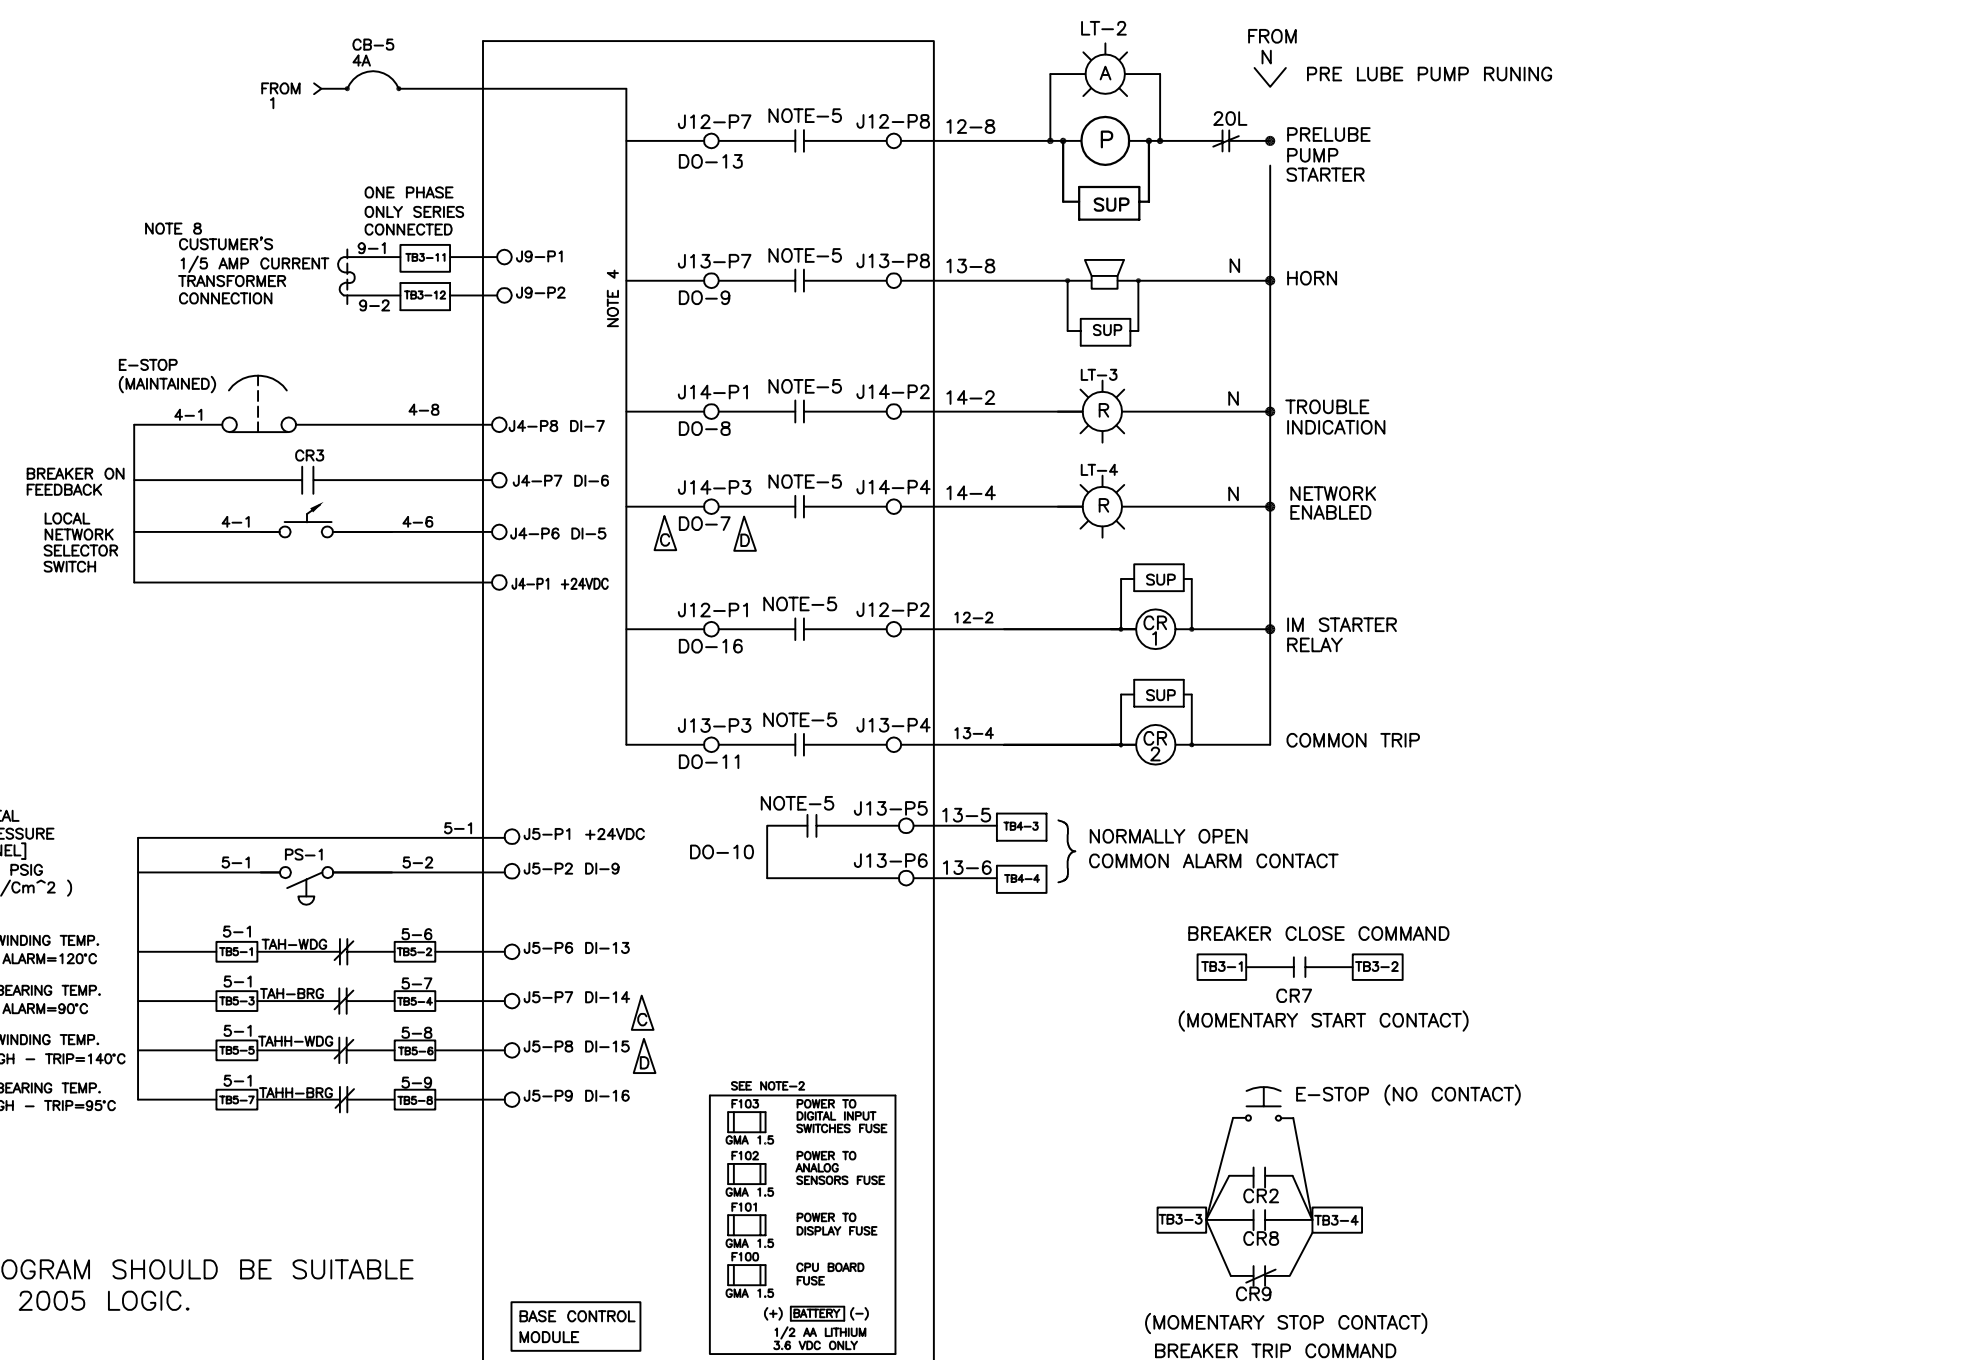 CB-5
4A
FROM
1
LT-2
A
FROM
N
PRE LUBE PUMP RUNING
J12-P7
NOTE-5
J12-P8
12-8
DO-13
P
SUP
20L
PRELUBE
PUMP
STARTER
ONE PHASE
ONLY SERIES
CONNECTED
NOTE 8
CUSTUMER'S
1/5 AMP CURRENT
TRANSFORMER
CONNECTION
9-1
TB3-11
J9-P1
9-2
TB3-12
J9-P2
NOTE 4
J13-P7
NOTE-5
J13-P8
13-8
DO-9
SUP
N
HORN
E-STOP
(MAINTAINED)
4-1
4-8
J4-P8 DI-7
J14-P1
NOTE-5
J14-P2
14-2
DO-8
LT-3
R
N
TROUBLE
INDICATION
BREAKER ON
FEEDBACK
CR3
J4-P7 DI-6
J14-P3
NOTE-5
J14-P4
14-4
C
DO-7
D
LT-4
R
N
NETWORK
ENABLED
LOCAL
NETWORK
SELECTOR
SWITCH
4-1
4-6
J4-P6 DI-5
J4-P1 +24VDC
J12-P1
NOTE-5
J12-P2
12-2
DO-16
SUP
CR
1
IM STARTER
RELAY
J13-P3
NOTE-5
J13-P4
13-4
DO-11
SUP
CR
2
COMMON TRIP
NOTE-5
J13-P5
13-5
TB4-3
DO-10
J13-P6
13-6
TB4-4
NORMALLY OPEN
COMMON ALARM CONTACT
EAL
ESSURE
NEL]
PSIG
/Cm^2 )
5-1
J5-P1 +24VDC
5-1
PS-1
5-2
J5-P2 DI-9
WINDING TEMP.
ALARM=120°C
5-1
TB5-1
TAH-WDG
5-6
TB5-2
J5-P6 DI-13
BEARING TEMP.
ALARM=90°C
5-1
TB5-3
TAH-BRG
5-7
TB5-4
J5-P7 DI-14
C
WINDING TEMP.
GH - TRIP=140°C
5-1
TB5-5
TAHH-WDG
5-8
TB5-6
J5-P8 DI-15
D
BEARING TEMP.
GH - TRIP=95°C
5-1
TB5-7
TAHH-BRG
5-9
TB5-8
J5-P9 DI-16
BREAKER CLOSE COMMAND
TB3-1
TB3-2
CR7
(MOMENTARY START CONTACT)
SEE NOTE-2
F103
GMA 1.5
POWER TO
DIGITAL INPUT
SWITCHES FUSE
F102
GMA 1.5
POWER TO
ANALOG
SENSORS FUSE
F101
GMA 1.5
POWER TO
DISPLAY FUSE
F100
GMA 1.5
CPU BOARD
FUSE
(+) BATTERY (-)
1/2 AA LITHIUM
3.6 VDC ONLY
E-STOP (NO CONTACT)
CR2
TB3-3
TB3-4
CR8
CR9
(MOMENTARY STOP CONTACT)
BREAKER TRIP COMMAND
OGRAM SHOULD BE SUITABLE
2005 LOGIC.
BASE CONTROL
MODULE